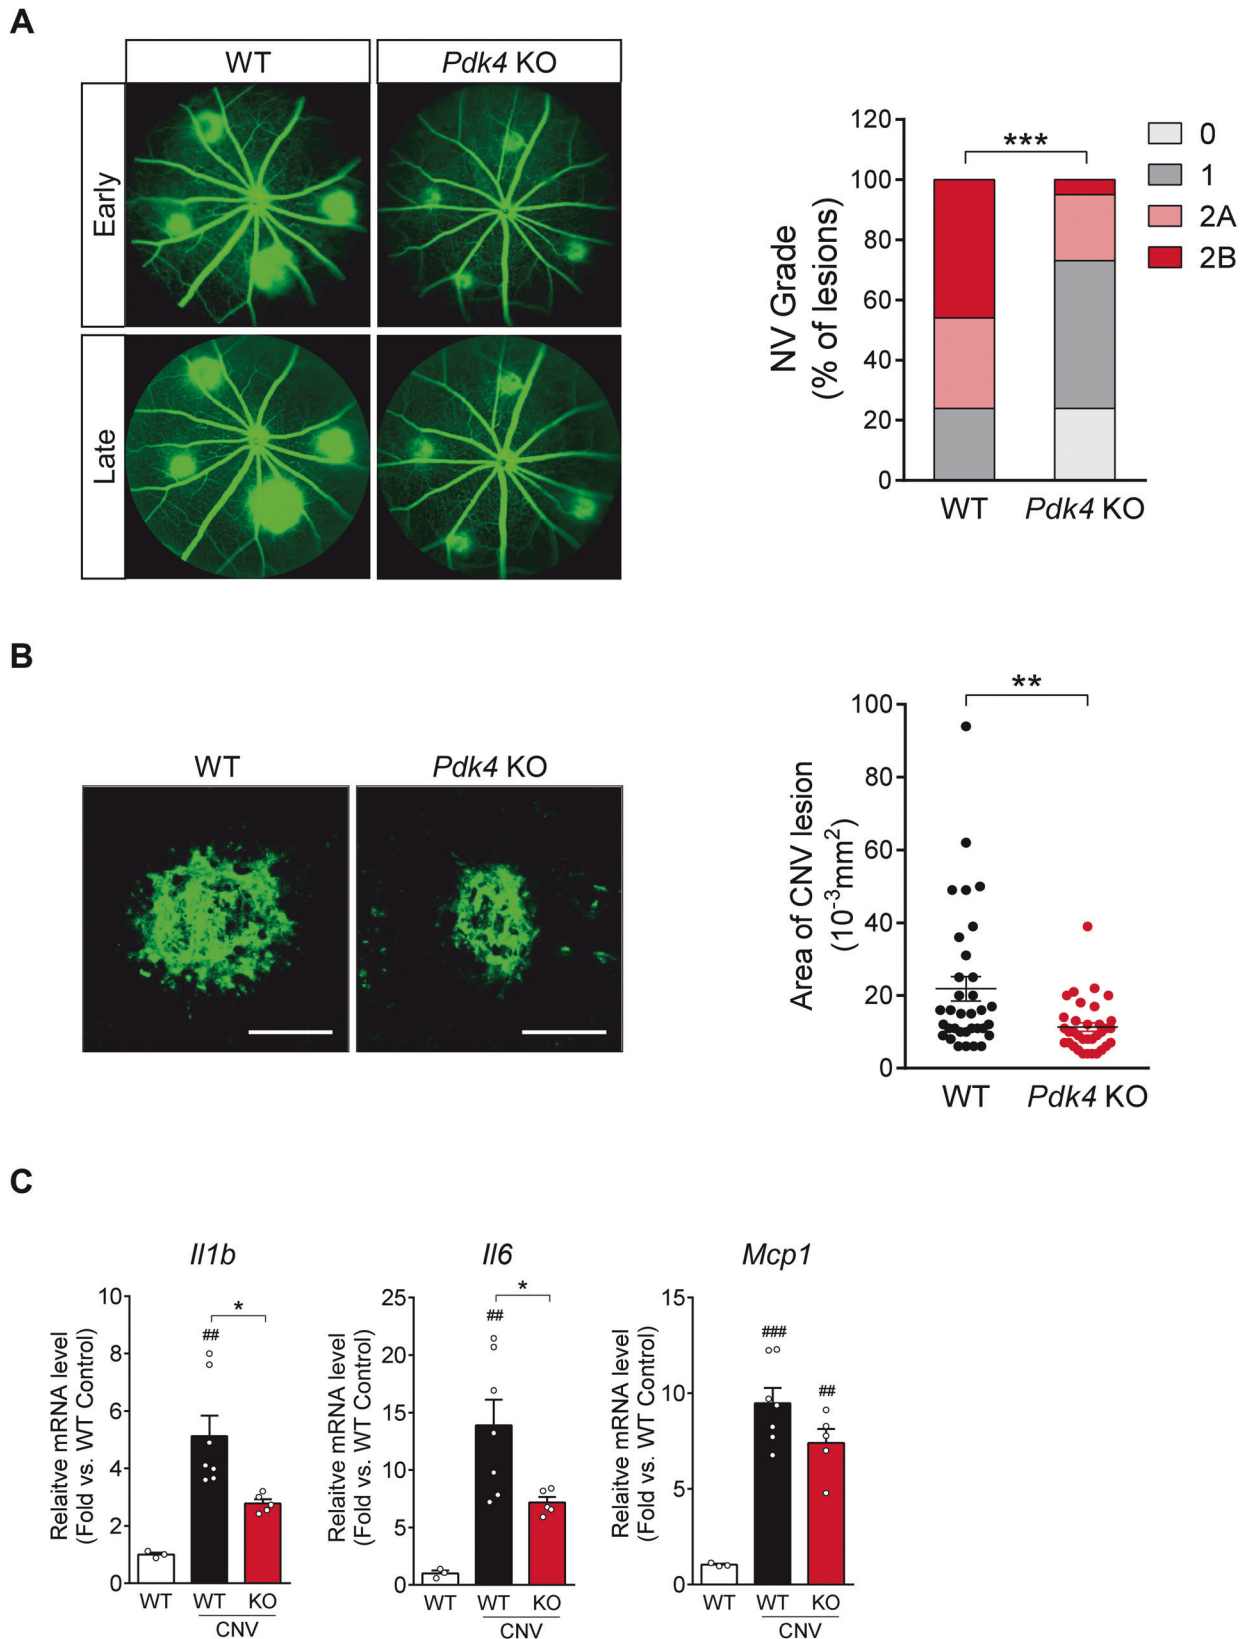 A
WT
Pdk4 KO
Early
Late
NV Grade
(% of lesions)
120
100
80
60
40
20
0
***
WT
Pdk4 KO
0
1
2A
2B
B
WT
Pdk4 KO
Area of CNV lesion
(10⁻³mm²)
100
80
60
40
20
0
**
WT
Pdk4 KO
C
Il1b
Relaitve mRNA level
(Fold vs. WT Control)
10
8
6
4
2
0
*
##
WT
WT
KO
CNV
Il6
Relaitve mRNA level
(Fold vs. WT Control)
25
20
15
10
5
0
*
##
WT
WT
KO
CNV
Mcp1
Relaitve mRNA level
(Fold vs. WT Control)
15
10
5
0
###
##
WT
WT
KO
CNV